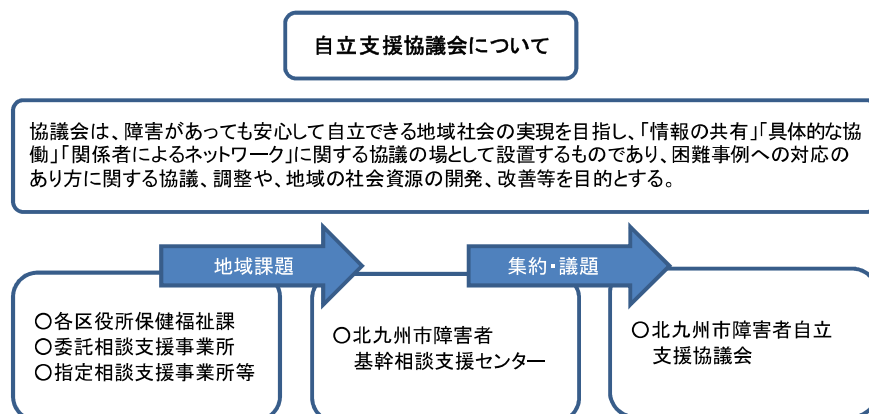 自立支援協議会について
協議会は、障害があっても安心して自立できる地域社会の実現を目指し、「情報の共有」「具体的な協
働」「関係者によるネットワーク」に関する協議の場として設置するものであり、困難事例への対応の
あり方に関する協議、調整や、地域の社会資源の開発、改善等を目的とする。
地域課題
集約・議題
〇各区役所保健福祉課
〇委託相談支援事業所
〇指定相談支援事業所等
〇北九州市障害者
基幹相談支援センター
〇北九州市障害者自立
支援協議会